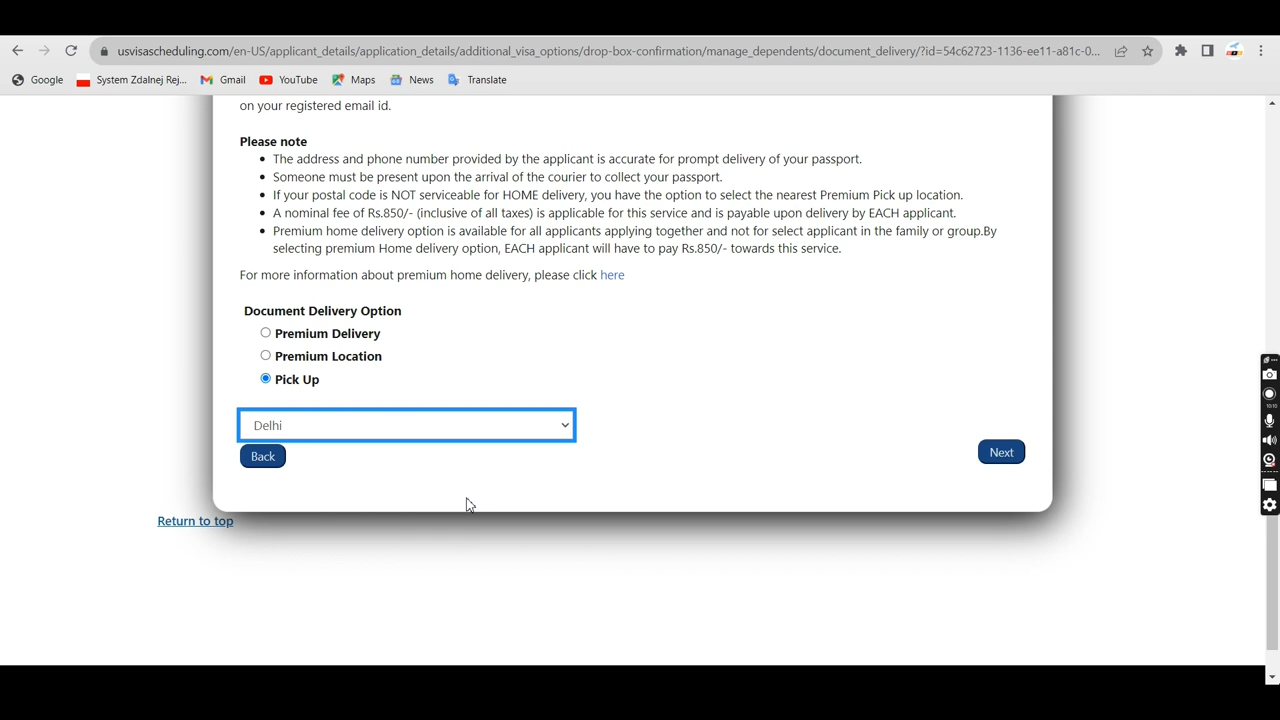 usvisascheduling.com/en-US/applicant_details/application_details/additional_visa_options/drop-box-confirmation/manage_dependents/document_delivery/?id=54c62723-1136-ee11-a81c-0...
Google System Zdalnej Rej... Gmail YouTube Maps News Translate
on your registered email id.
Please note
• The address and phone number provided by the applicant is accurate for prompt delivery of your passport.
• Someone must be present upon the arrival of the courier to collect your passport.
• If your postal code is NOT serviceable for HOME delivery, you have the option to select the nearest Premium Pick up location.
• A nominal fee of Rs.850/- (inclusive of all taxes) is applicable for this service and is payable upon delivery by EACH applicant.
• Premium home delivery option is available for all applicants applying together and not for select applicant in the family or group.By
selecting premium Home delivery option, EACH applicant will have to pay Rs.850/- towards this service.
For more information about premium home delivery, please click here
Document Delivery Option
Premium Delivery
Premium Location
Pick Up
Delhi
Back
Next
Return to top